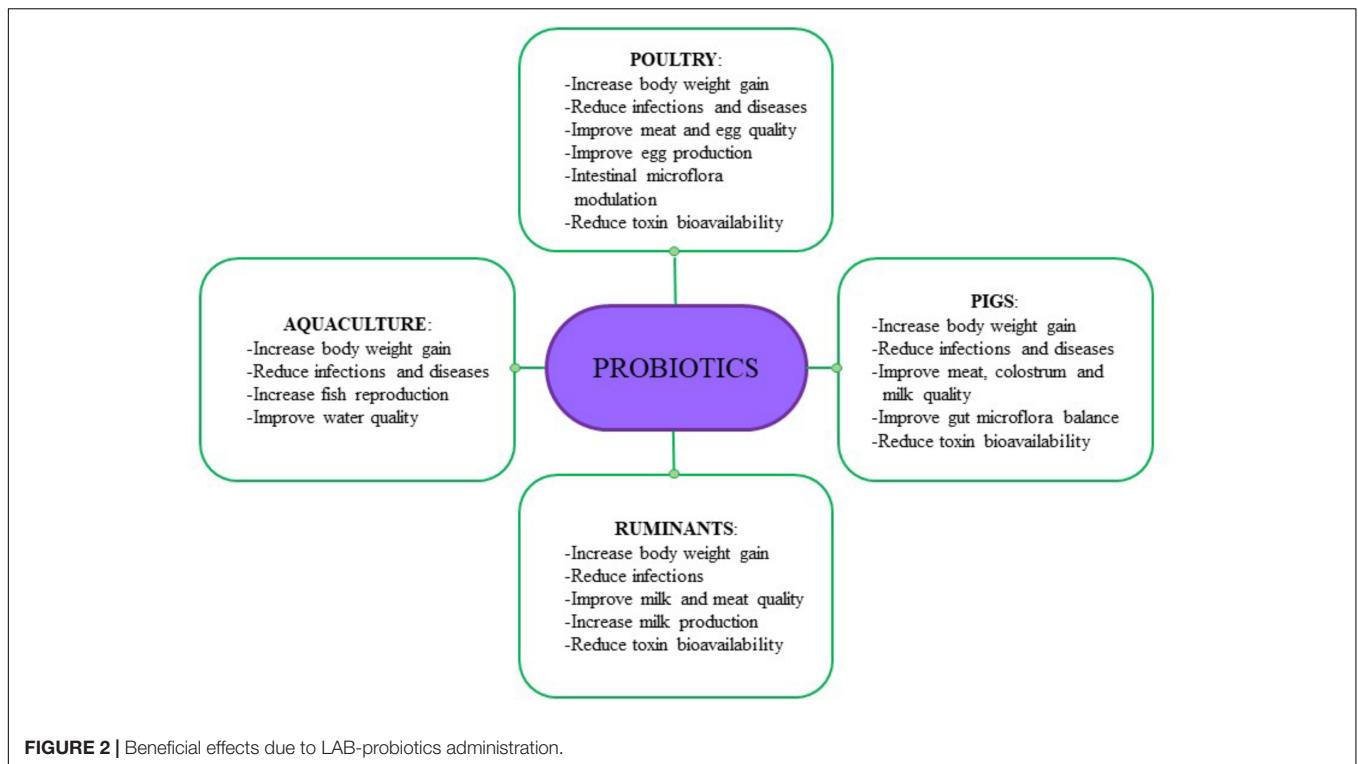 POULTRY:
-Increase body weight gain
-Reduce infections and diseases
-Improve meat and egg quality
-Improve egg production
-Intestinal microflora
modulation
-Reduce toxin bioavailability
AQUACULTURE:
-Increase body weight gain
-Reduce infections and diseases
-Increase fish reproduction
-Improve water quality
PROBIOTICS
PIGS:
-Increase body weight gain
-Reduce infections and diseases
-Improve meat, colostrum and
milk quality
-Improve gut microflora balance
-Reduce toxin bioavailability
RUMINANTS:
-Increase body weight gain
-Reduce infections
-Improve milk and meat quality
-Increase milk production
-Reduce toxin bioavailability
FIGURE 2 | Beneficial effects due to LAB-probiotics administration.